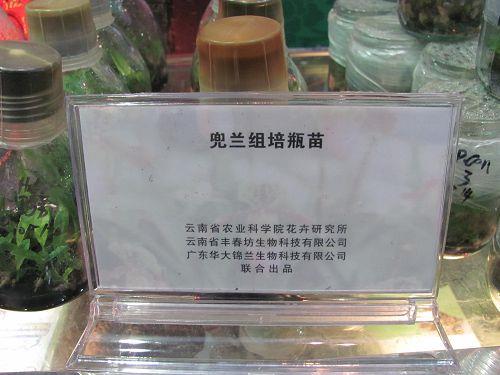 兜兰组培瓶苗
云南省农业科学院花卉研究所
云南省丰春坊生物科技有限公司
广东华大锦兰生物科技有限公司
联合出品